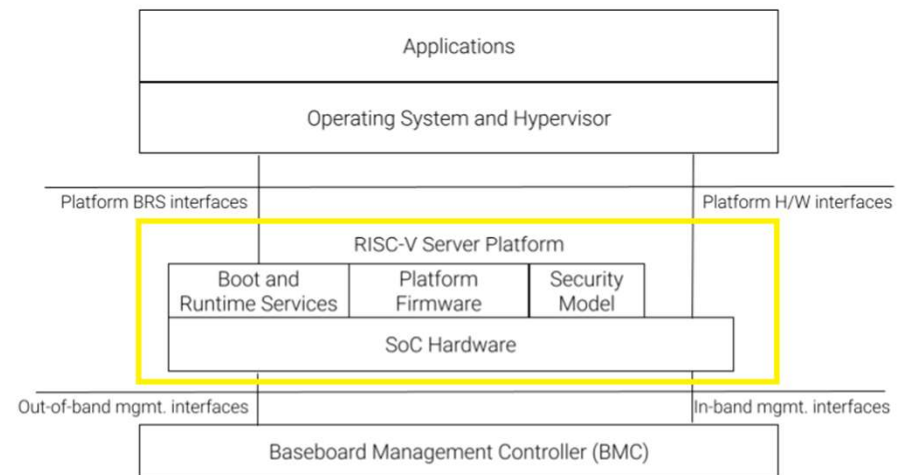 Applications
Operating System and Hypervisor
Platform BRS interfaces
Platform H/W interfaces
RISC-V Server Platform
Boot and
Runtime Services
Platform
Firmware
Security
Model
SoC Hardware
Out-of-band mgmt. interfaces
In-band mgmt. interfaces
Baseboard Management Controller (BMC)